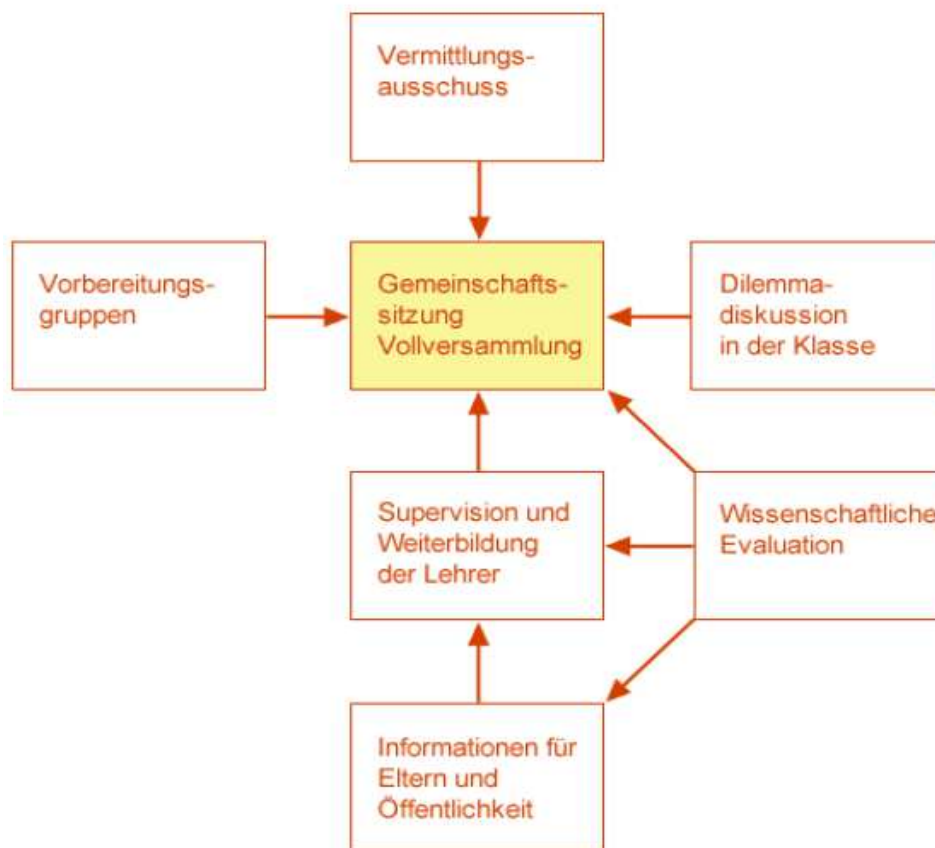 Vermittlungs-
ausschuss
Vorbereitungs-
gruppen
Gemeinschafts-
sitzung
Vollversammlung
Dilemma-
diskussion
in der Klasse
Supervision und
Weiterbildung
der Lehrer
Wissenschaftliche
Evaluation
Informationen für
Eltern und
Öffentlichkeit